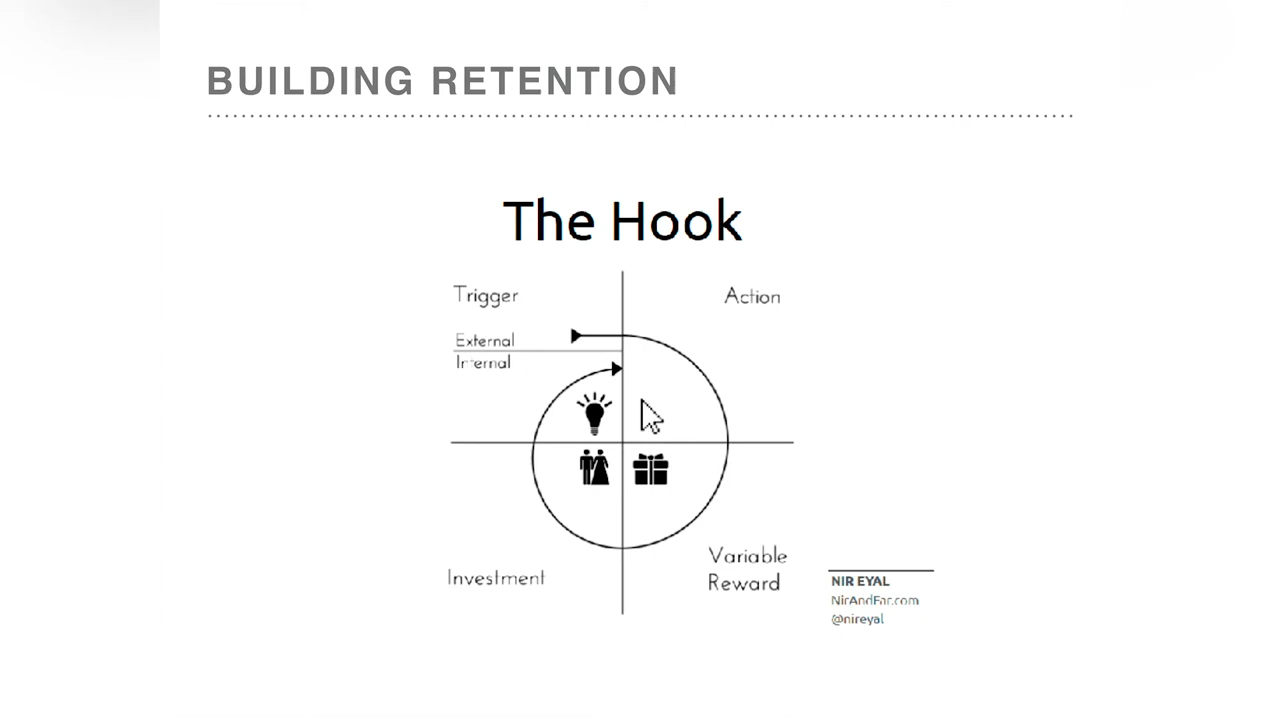 BUILDING RETENTION
The Hook
Trigger
Action
External
Internal
Investment
Variable
Reward
NIR EYAL
NirAndFar.com
@nireyal